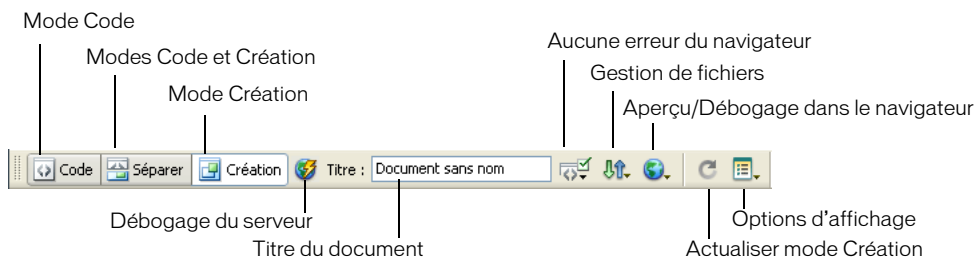 Mode Code
Modes Code et Création
Mode Création
Aucune erreur du navigateur
Gestion de fichiers
Aperçu/Débogage dans le navigateur
Code Séparer Création Titre : Document sans nom
Débogage du serveur
Titre du document
Options d'affichage
Actualiser mode Création